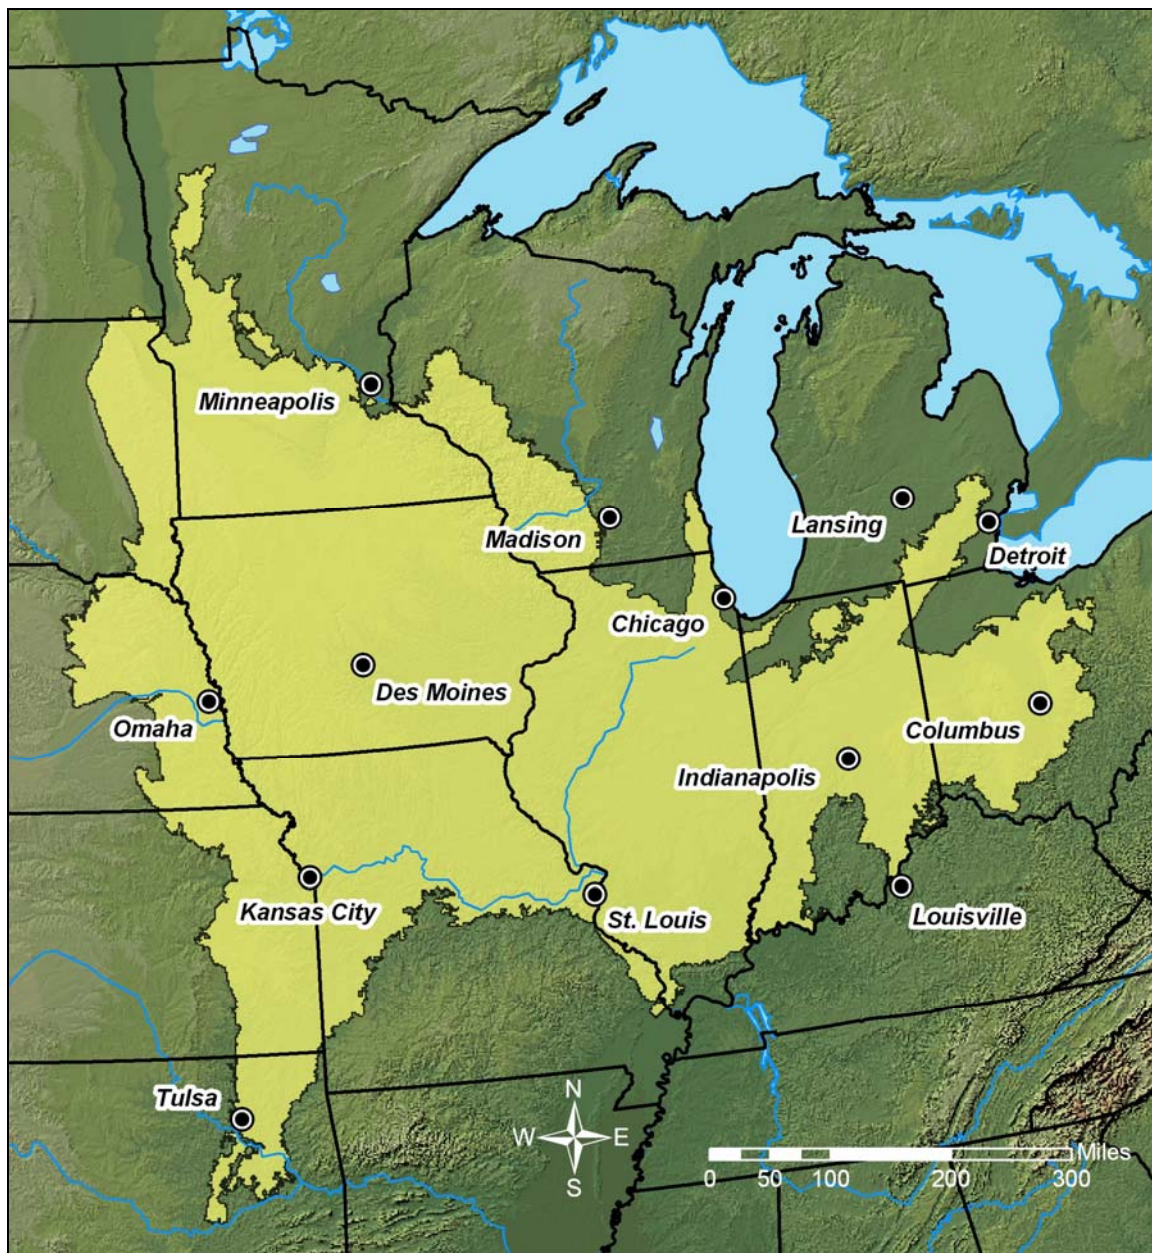 Minneapolis
Madison
Lansing
Detroit
Chicago
Des Moines
Omaha
Columbus
Indianapolis
Kansas City
St. Louis
Louisville
Tulsa
N
W E
S
Miles
0 50 100 200 300